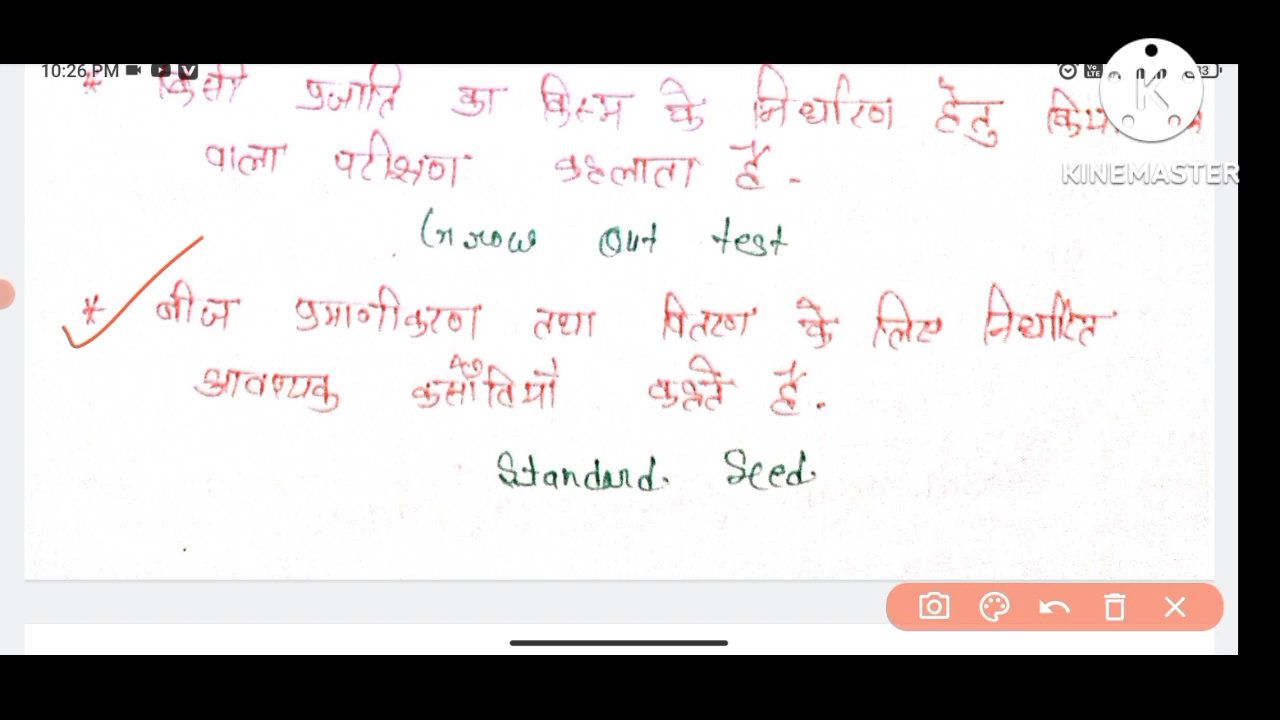 10:26 PM
* किसी प्रजाति का किस्म के निर्धारण हेतु
KINEMASTER
वाला परीक्षण कहलाता है -
Grow Out test
* बीज प्रमाणीकरण तथा वितरण के लिए निर्धारित
आवश्यक कसौतियाँ कहते हैं.
Standard Seed